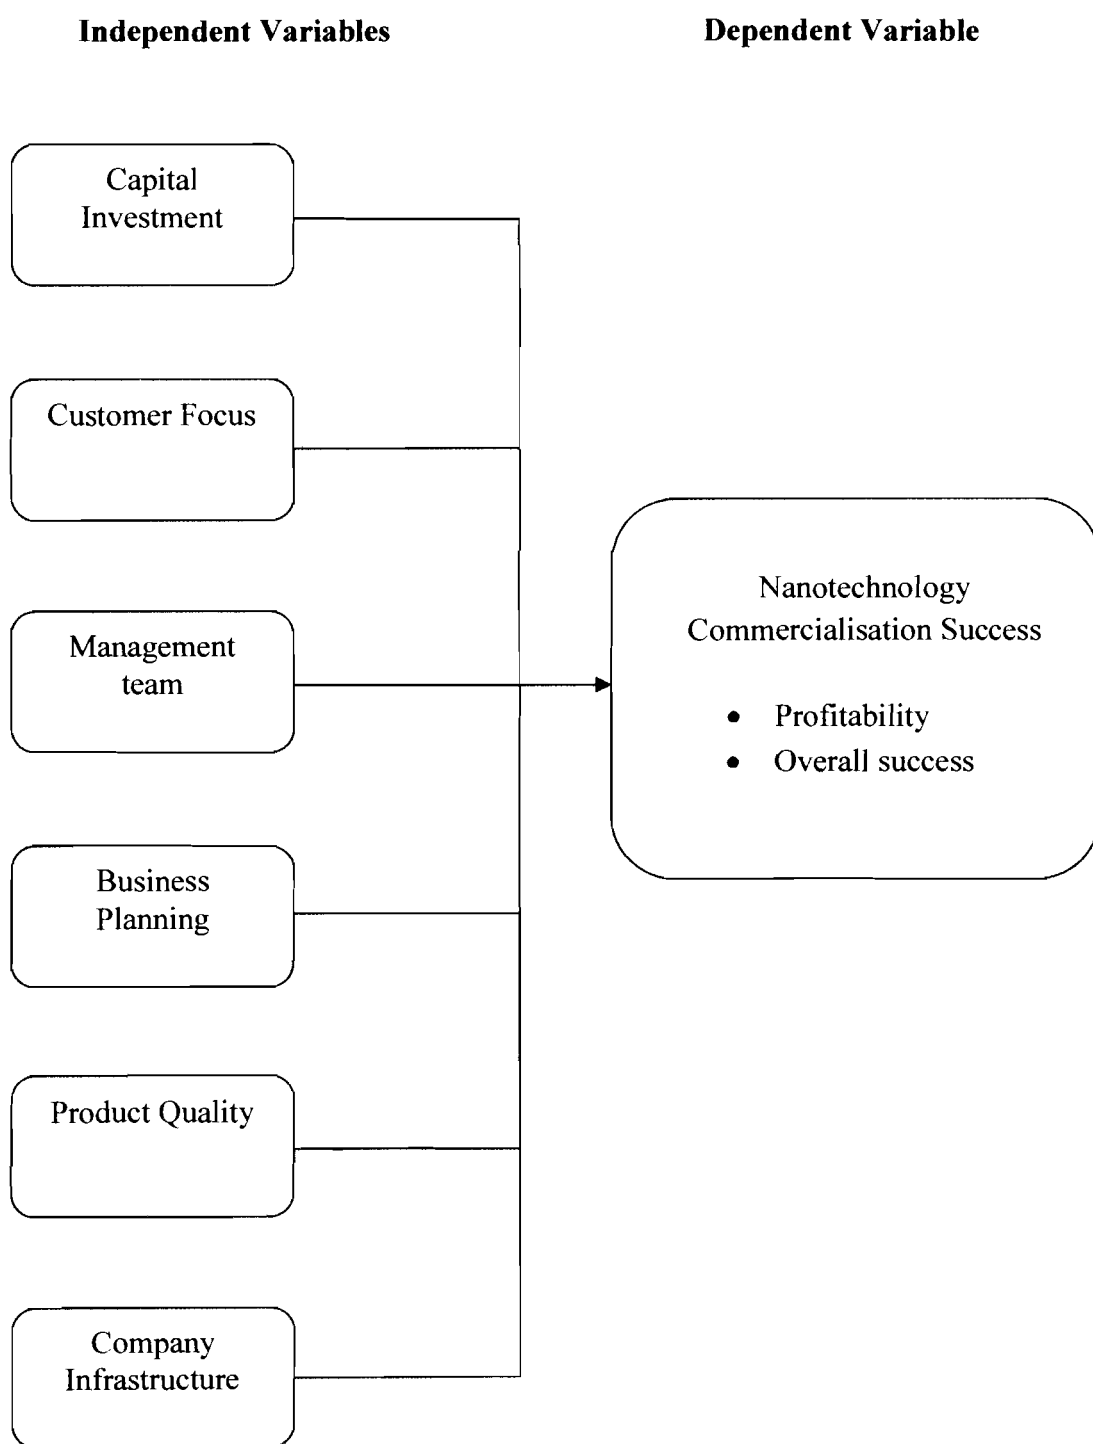 Independent Variables
Dependent Variable
Capital
Investment
Customer Focus
Management
team
Business
Planning
Product Quality
Company
Infrastructure
Nanotechnology
Commercialisation Success
• Profitability
• Overall success